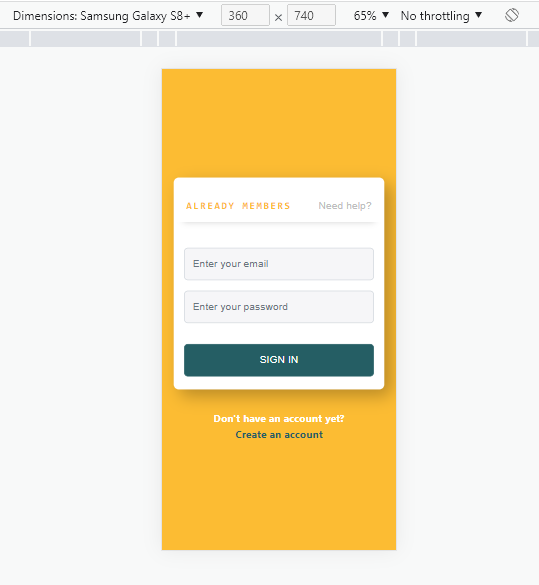 Dimensions: Samsung Galaxy S8+ ▼ 360 × 740 65% ▼ No throttling ▼
ALREADY MEMBERS Need help?
Enter your email
Enter your password
SIGN IN
Don't have an account yet?
Create an account